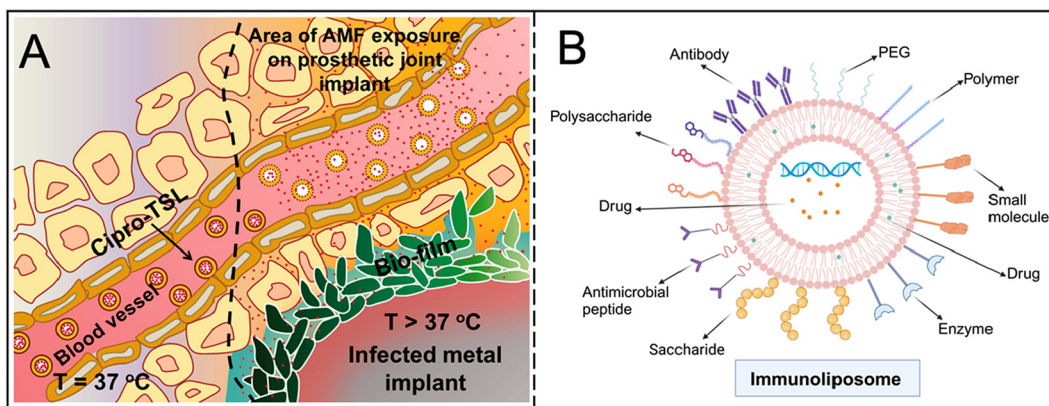 A
Area of AMF exposure
on prosthetic joint
implant
Cipro-TSL
Blood vessel
T = 37 °C
Bio-film
T > 37 °C
Infected metal
implant
B
Antibody
PEG
Polymer
Polysaccharide
Drug
Small
molecule
Antimicrobial
peptide
Drug
Saccharide
Enzyme
Immunoliposome